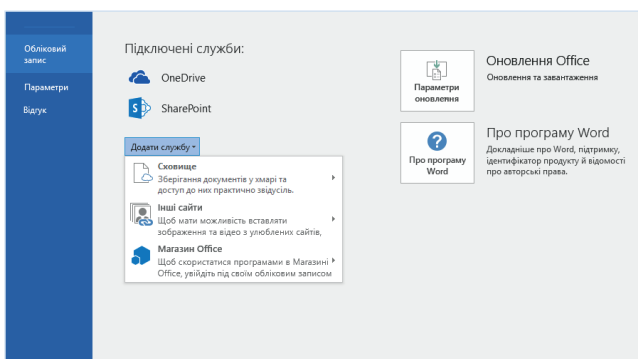 Обліковий
запис
Параметри
Відгук
Підключені служби:
OneDrive
SharePoint
Додати службу
Сховище
Зберігання документів у хмарі та
доступ до них практично звідусіль.
Інші сайти
Щоб мати можливість вставляти
зображення та відео з улюблених сайтів,
Магазин Office
Щоб скористатися програмами в Магазині
Office, увійдіть під своїм обліковим записом
Параметри
оновлення
Оновлення Office
Оновлення та завантаження
Про програму
Word
Про програму Word
Докладніше про Word, підтримку,
ідентифікатор продукту й відомості
про авторські права.